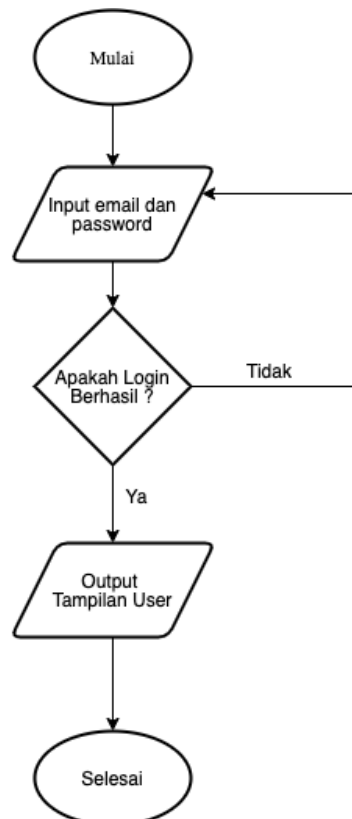 Mulai
Input email dan
password
Apakah Login
Berhasil ?
Tidak
Ya
Output
Tampilan User
Selesai